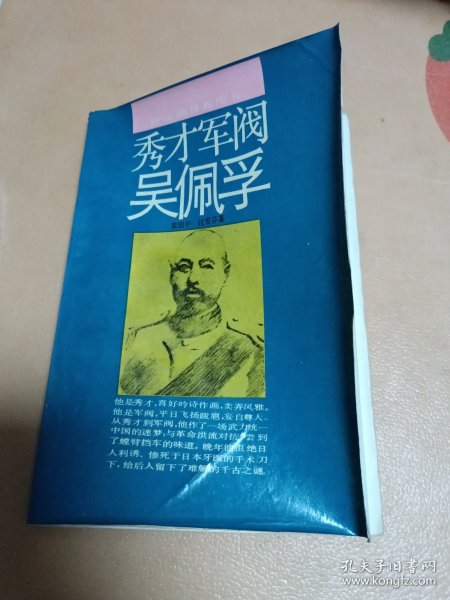 秀才军阀
吴佩孚
他是秀才,喜好吟诗作画,卖弄风雅。
他是军阀,平日飞扬跋扈,妄自尊人。
从秀才到军阀,他作了一场武力统一
中国的迷梦;与革命洪流对抗,尝到
了螳臂挡车的味道。晚年他拒绝日
人利诱,惨死于日本牙医的手术刀
下,给后人留下了难解的千古之谜。
孔夫子旧书网
www.kongfz.com